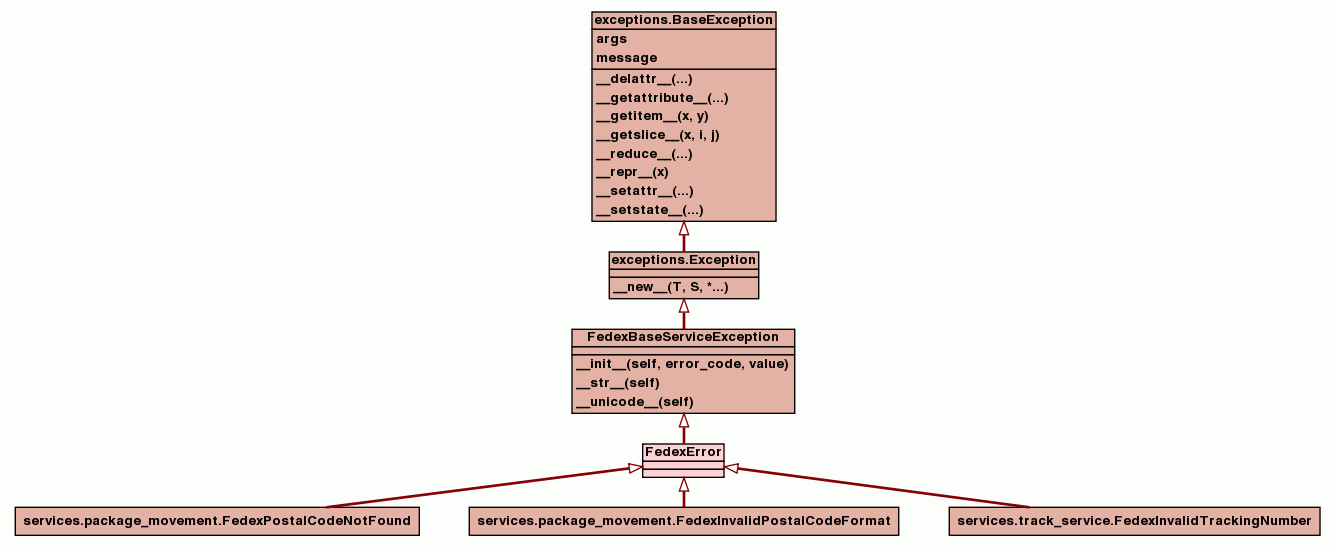 exceptions.BaseException
args
message
__delattr__(...)
__getattribute__(...)
__getitem__(x, y)
__getslice__(x, i, j)
__reduce__(...)
__repr__(x)
__setattr__(...)
__setstate__(...)
exceptions.Exception
__new__(T, S, *...)
FedexBaseServiceException
__init__(self, error_code, value)
__str__(self)
__unicode__(self)
FedexError
services.package_movement.FedexPostalCodeNotFound
services.package_movement.FedexInvalidPostalCodeFormat
services.track_service.FedexInvalidTrackingNumber